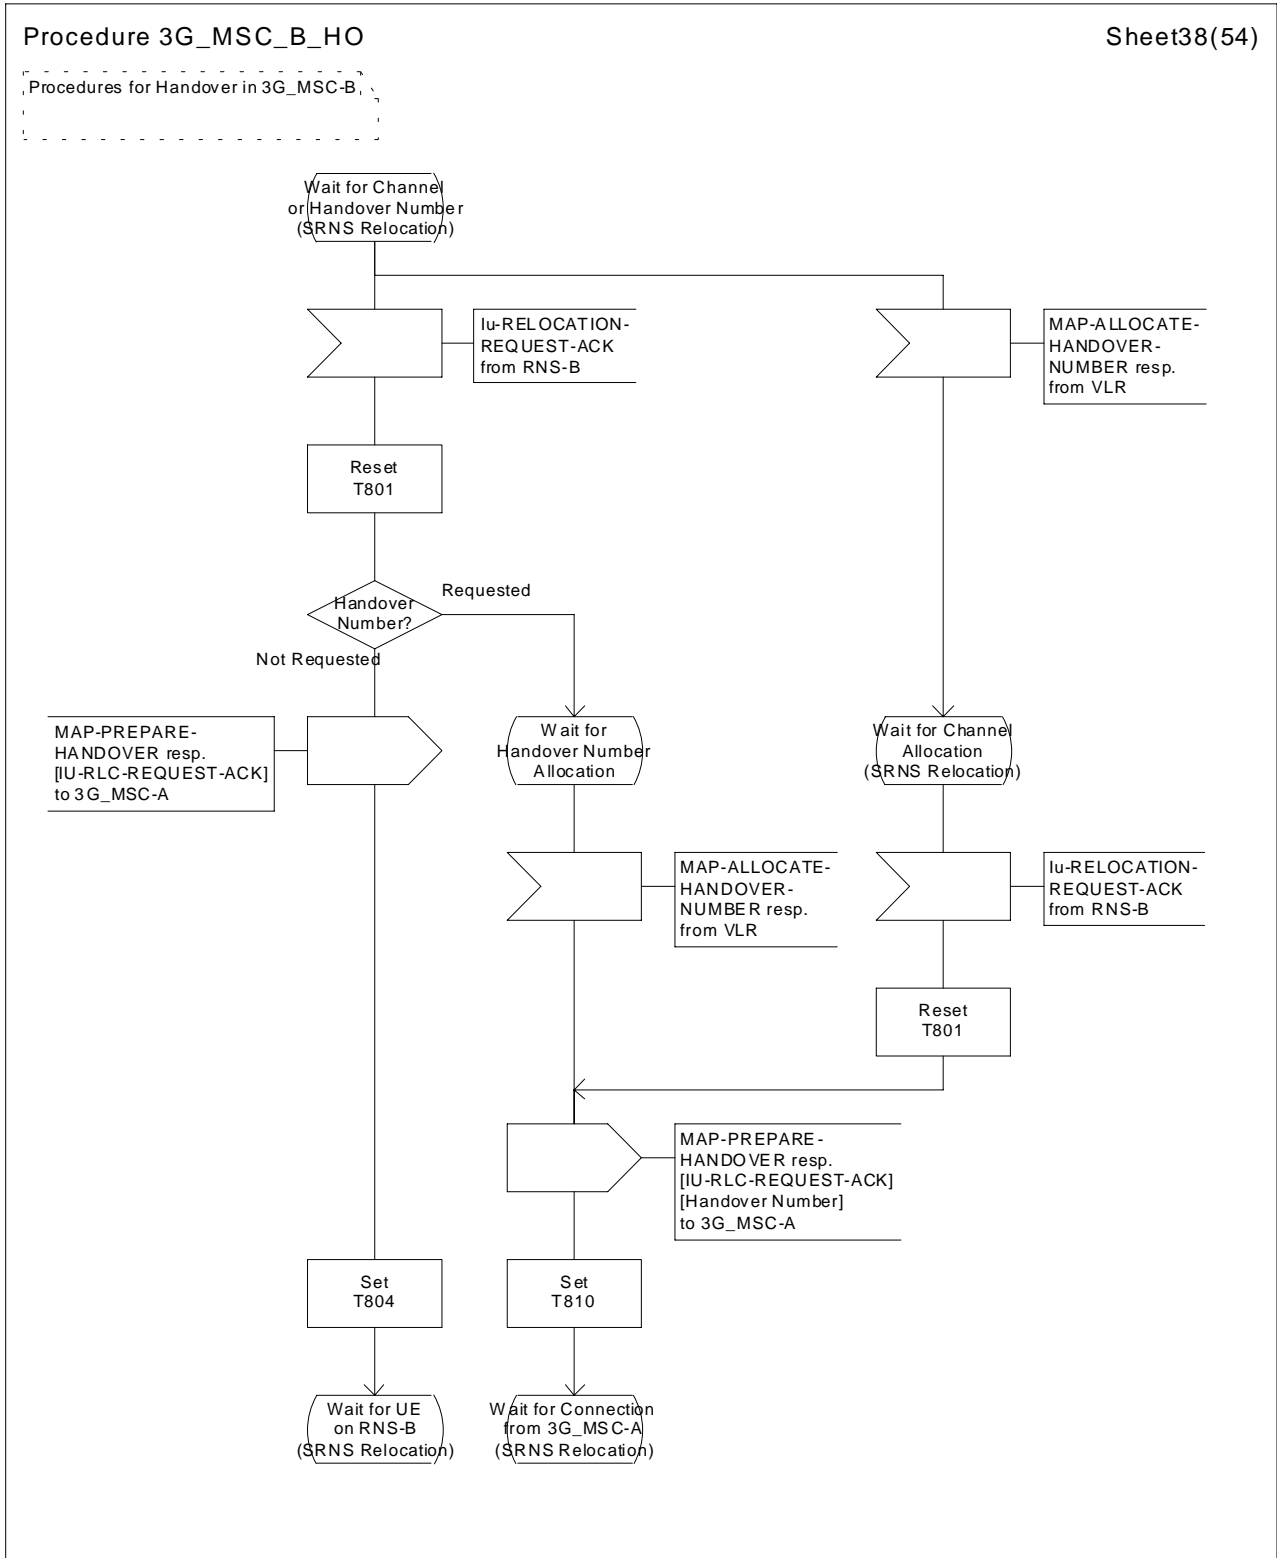 Procedure 3G_MSC_B_HO
Sheet38(54)
Procedures for Handover in 3G_MSC-B
Wait for Channel
or Handover Number
(SRNS Relocation)
Iu-RELOCATION-
REQUEST-ACK
from RNS-B
MAP-ALLOCATE-
HANDOVER-
NUMBER resp.
from VLR
Reset
T801
Handover
Number?
Requested
Not Requested
MAP-PREPARE-
HANDOVER resp.
[IU-RLC-REQUEST-ACK]
to 3G_MSC-A
Wait for
Handover Number
Allocation
Wait for Channel
Allocation
(SRNS Relocation)
MAP-ALLOCATE-
HANDOVER-
NUMBER resp.
from VLR
Iu-RELOCATION-
REQUEST-ACK
from RNS-B
Reset
T801
MAP-PREPARE-
HANDOVER resp.
[IU-RLC-REQUEST-ACK]
[Handover Number]
to 3G_MSC-A
Set
T804
Set
T810
Wait for UE
on RNS-B
(SRNS Relocation)
Wait for Connection
from 3G_MSC-A
(SRNS Relocation)